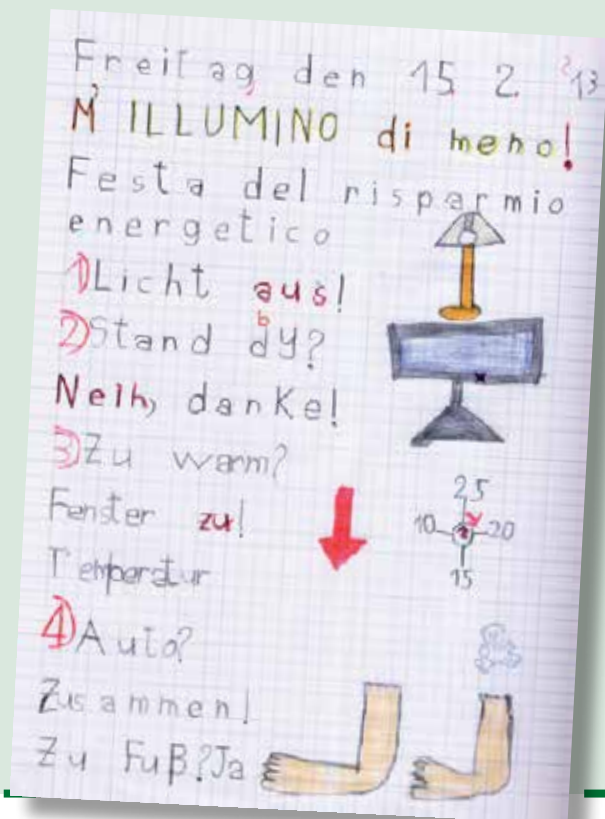 Freitag den 15. 2. '13
M'ILLUMINO di meno!
Festa del risparmio
energetico
1) Licht aus!
2) Stand by?
Nein, danke!
3) Zu warm?
Fenster zu!
Temperatur
25
10 20
15
4) Auto?
Zusammen!
Zu Fuß? Ja